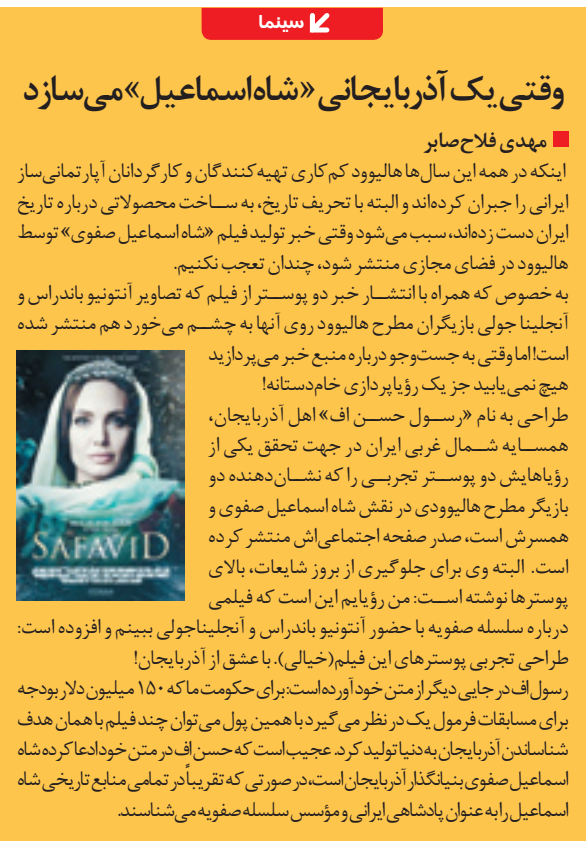 سینما
وقتی یک آذربایجانی «شاه‌اسماعیل» می‌سازد
مهدی فلاح‌صابر
اینکه در همه این سال‌ها هالیوود کم کاری تهیه‌کنندگان و کارگردانان آپارتمانی‌ساز
ایرانی را جبران کرده‌اند و البته با تحریف تاریخ، به ساخت محصولاتی درباره تاریخ
ایران دست زده‌اند، سبب می‌شود وقتی خبر تولید فیلم «شاه اسماعیل صفوی» توسط
هالیوود در فضای مجازی منتشر شود، چندان تعجب نکنیم.
به خصوص که همراه با انتشار خبر دو پوستر از فیلم که تصاویر آنتونیو باندراس و
آنجلینا جولی بازیگران مطرح هالیوود روی آنها به چشم می‌خورد هم منتشر شده
است! اما وقتی به جست‌وجو درباره منبع خبر می‌پردازید
هیچ نمی‌یابید جز یک رؤیاپردازی خام‌دستانه!
طراحی به نام «رسول حسن اف» اهل آذربایجان،
همسایه شمال غربی ایران در جهت تحقق یکی از
رؤیاهایش دو پوستر تجربی را که نشان‌دهنده دو
بازیگر مطرح هالیوودی در نقش شاه اسماعیل صفوی و
همسرش است، صدر صفحه اجتماعی‌اش منتشر کرده
است. البته وی برای جلوگیری از بروز شایعات، بالای
پوسترها نوشته است: من رؤیایم این است که فیلمی
درباره سلسله صفویه با حضور آنتونیو باندراس و آنجلیناجولی ببینم و افزوده است:
طراحی تجربی پوسترهای این فیلم(خیالی). با عشق از آذربایجان!
رسول‌اف در جایی دیگر از متن خود آورده است: برای حکومت ما که ۱۵۰ میلیون دلار بودجه
برای مسابقات فرمول یک در نظر می‌گیرد با همین پول می‌توان چند فیلم با همان هدف
شناساندن آذربایجان به دنیا تولید کرد. عجیب است که حسن‌اف در متن خود ادعا کرده شاه
اسماعیل صفوی بنیانگذار آذربایجان است، در صورتی که تقریباً در تمامی منابع تاریخی شاه
اسماعیل را به عنوان پادشاهی ایرانی و مؤسس سلسله صفویه می‌شناسند.
SAFAVID